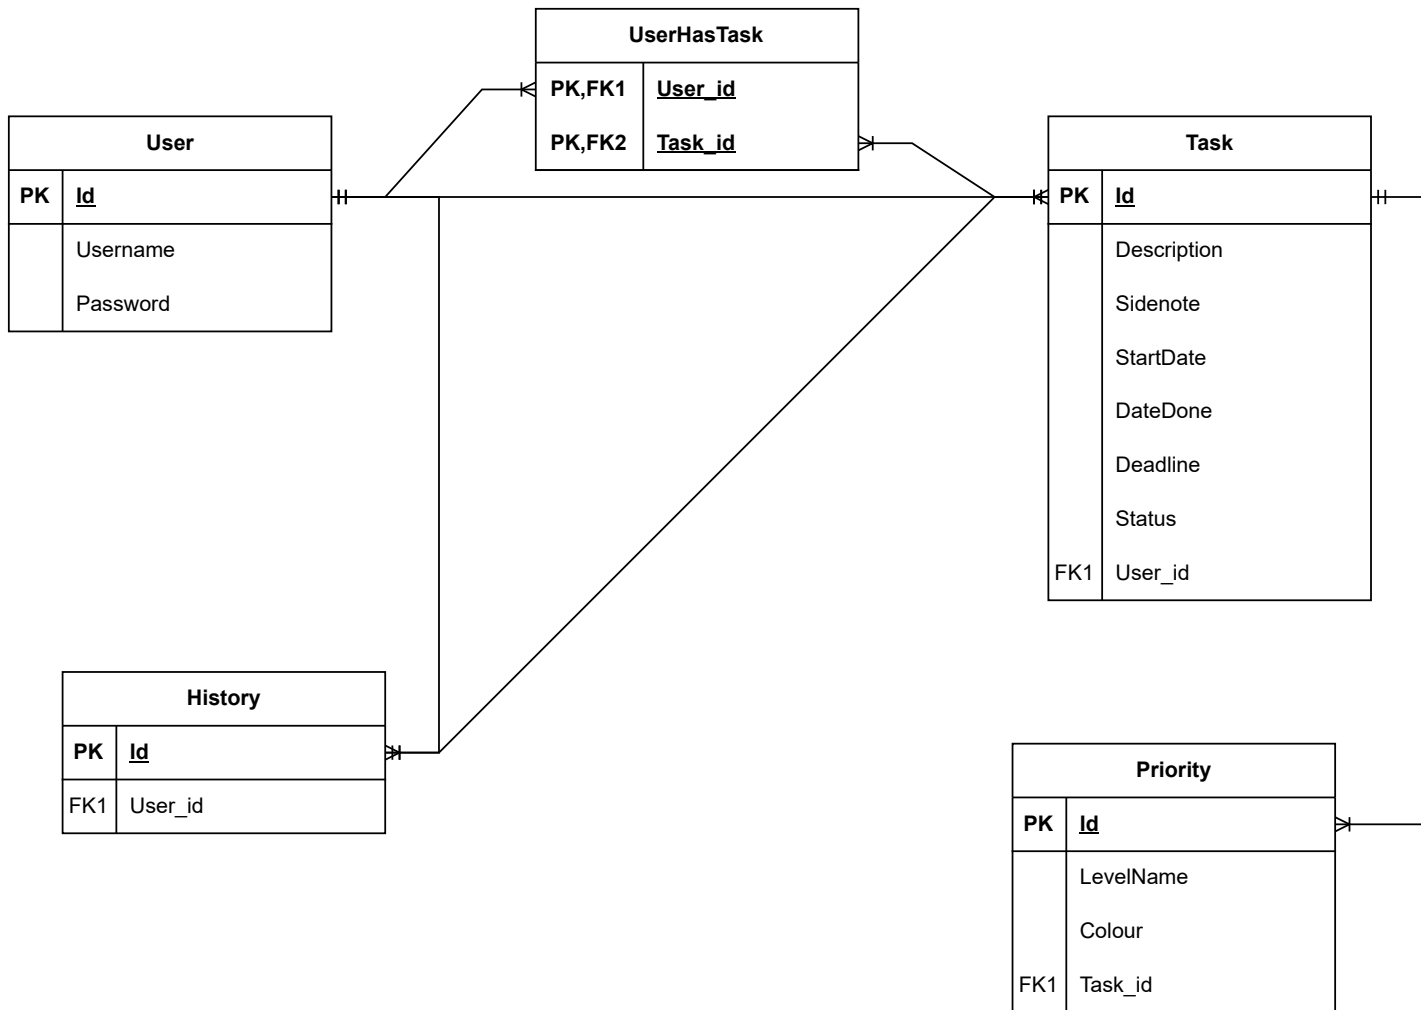 UserHasTask
PK,FK1 User_id
PK,FK2 Task_id
User
PK Id
Username
Password
Task
PK Id
Description
Sidenote
StartDate
DateDone
Deadline
Status
FK1 User_id
History
PK Id
FK1 User_id
Priority
PK Id
LevelName
Colour
FK1 Task_id